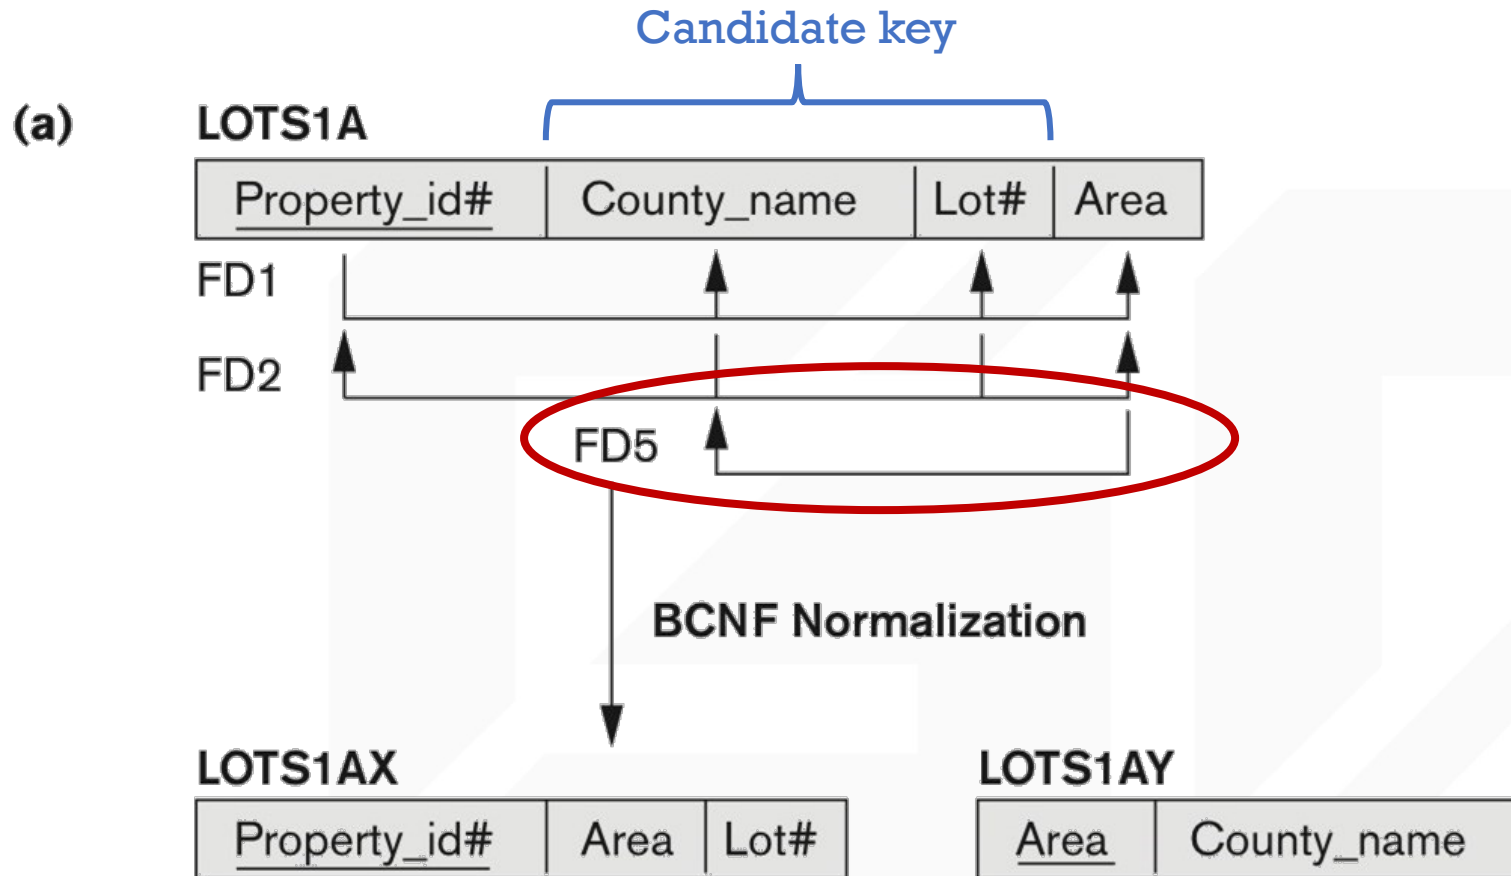 Candidate key
(a) LOTS1A
Property_id# County_name Lot# Area
FD1
FD2
FD5
BCNF Normalization
LOTS1AX LOTS1AY
Property_id# Area Lot# Area County_name